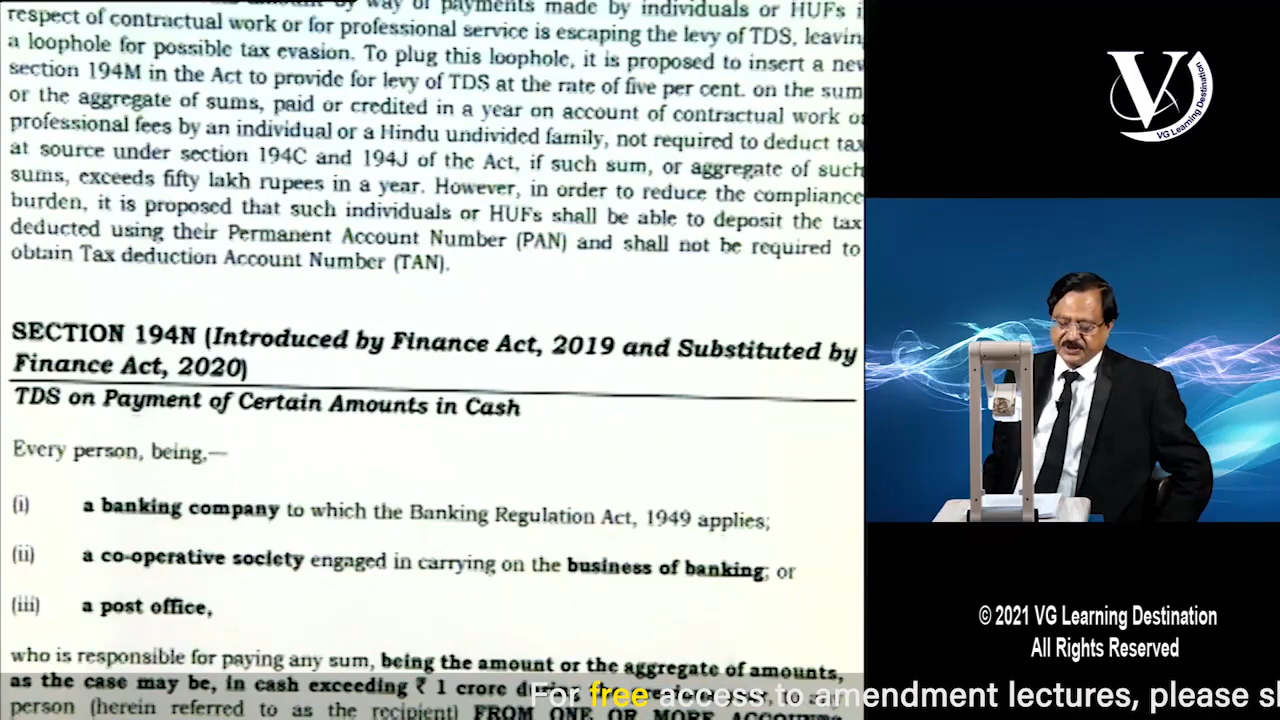 way of payments made by individuals or HUFs i
respect of contractual work or for professional service is escaping the levy of TDS, leavin
a loophole for possible tax evasion. To plug this loophole, it is proposed to insert a new
section 194M in the Act to provide for levy of TDS at the rate of five per cent. on the sum
or the aggregate of sums, paid or credited in a year on account of contractual work o
professional fees by an individual or a Hindu undivided family, not required to deduct tax
at source under section 194C and 194J of the Act, if such sum, or aggregate of such
sums, exceeds fifty lakh rupees in a year. However, in order to reduce the compliance
burden, it is proposed that such individuals or HUFs shall be able to deposit the tax
deducted using their Permanent Account Number (PAN) and shall not be required to
obtain Tax deduction Account Number (TAN).
SECTION 194N (Introduced by Finance Act, 2019 and Substituted by
Finance Act, 2020)
TDS on Payment of Certain Amounts in Cash
Every person, being,—
(i) a banking company to which the Banking Regulation Act, 1949 applies;
(ii) a co-operative society engaged in carrying on the business of banking; or
(iii) a post office,
who is responsible for paying any sum, being the amount or the aggregate of amounts,
as the case may be, in cash exceeding ₹ 1 crore
person (herein referred to as the recipient) FROM ONE OR MORE ACCOUNTS
For free access to amendment lectures, please s
V
VG Learning Destination
© 2021 VG Learning Destination
All Rights Reserved